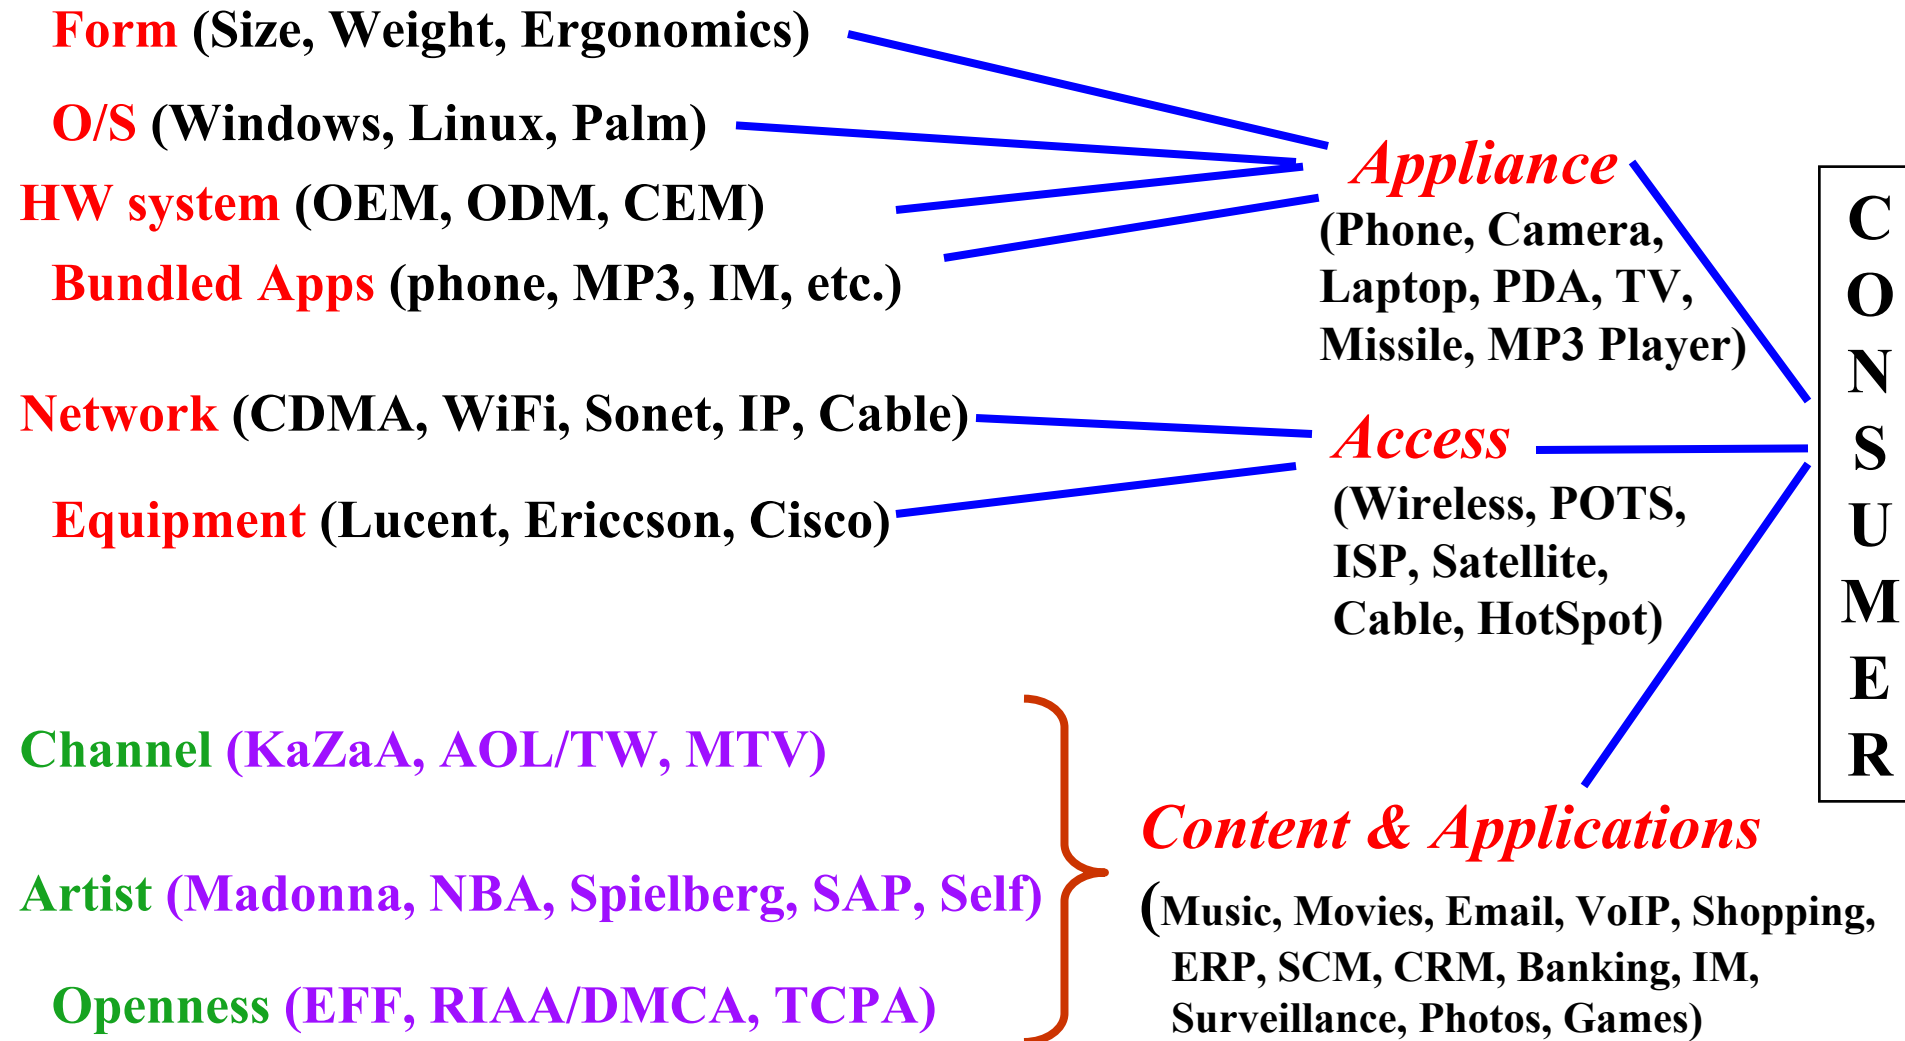 Form (Size, Weight, Ergonomics)
O/S (Windows, Linux, Palm)
HW system (OEM, ODM, CEM)
Bundled Apps (phone, MP3, IM, etc.)
Appliance
(Phone, Camera,
Laptop, PDA, TV,
Missile, MP3 Player)
Network (CDMA, WiFi, Sonet, IP, Cable)
Equipment (Lucent, Ericcson, Cisco)
Access
(Wireless, POTS,
ISP, Satellite,
Cable, HotSpot)
Channel (KaZaA, AOL/TW, MTV)
Artist (Madonna, NBA, Spielberg, SAP, Self)
Openness (EFF, RIAA/DMCA, TCPA)
Content & Applications
(Music, Movies, Email, VoIP, Shopping,
ERP, SCM, CRM, Banking, IM,
Surveillance, Photos, Games)
C
O
N
S
U
M
E
R